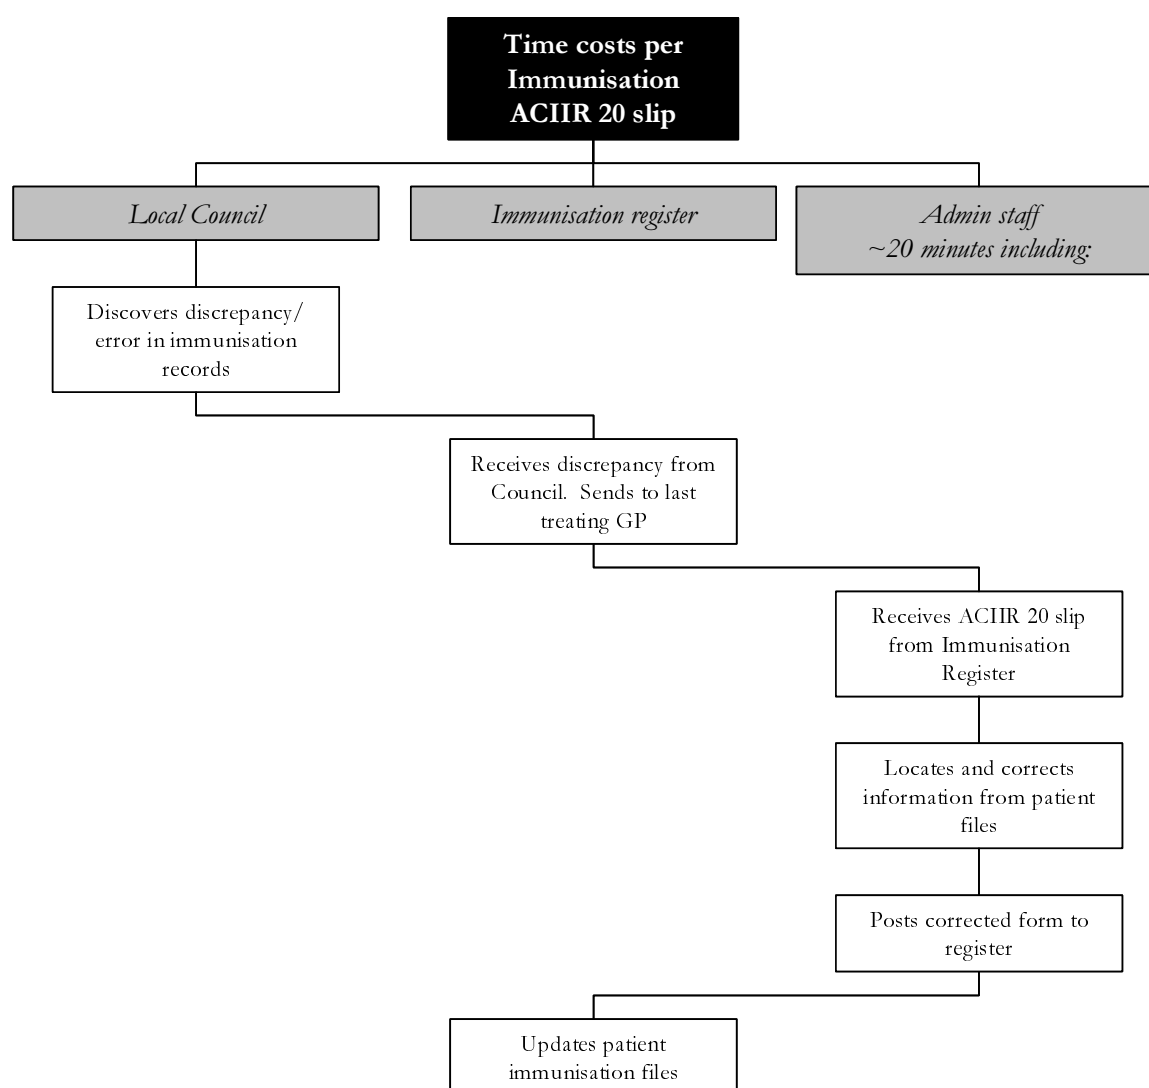 Time costs per
Immunisation
ACIIR 20 slip
Local Council
Immunisation register
Admin staff
~20 minutes including:
Discovers discrepancy/
error in immunisation
records
Receives discrepancy from
Council.  Sends to last
treating GP
Receives ACIIR 20 slip
from Immunisation
Register
Locates and corrects
information from patient
files
Posts corrected form to
register
Updates patient
immunisation files